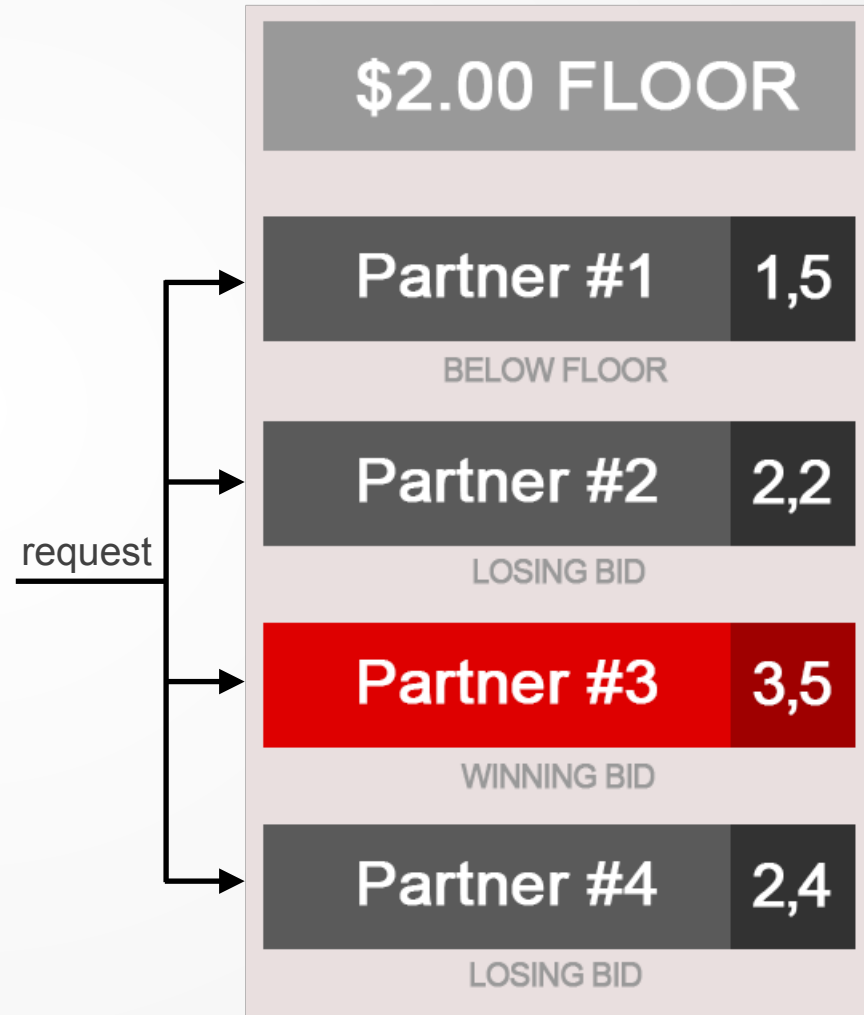 $2.00 FLOOR
Partner #1 1,5
BELOW FLOOR
Partner #2 2,2
LOSING BID
request
Partner #3 3,5
WINNING BID
Partner #4 2,4
LOSING BID